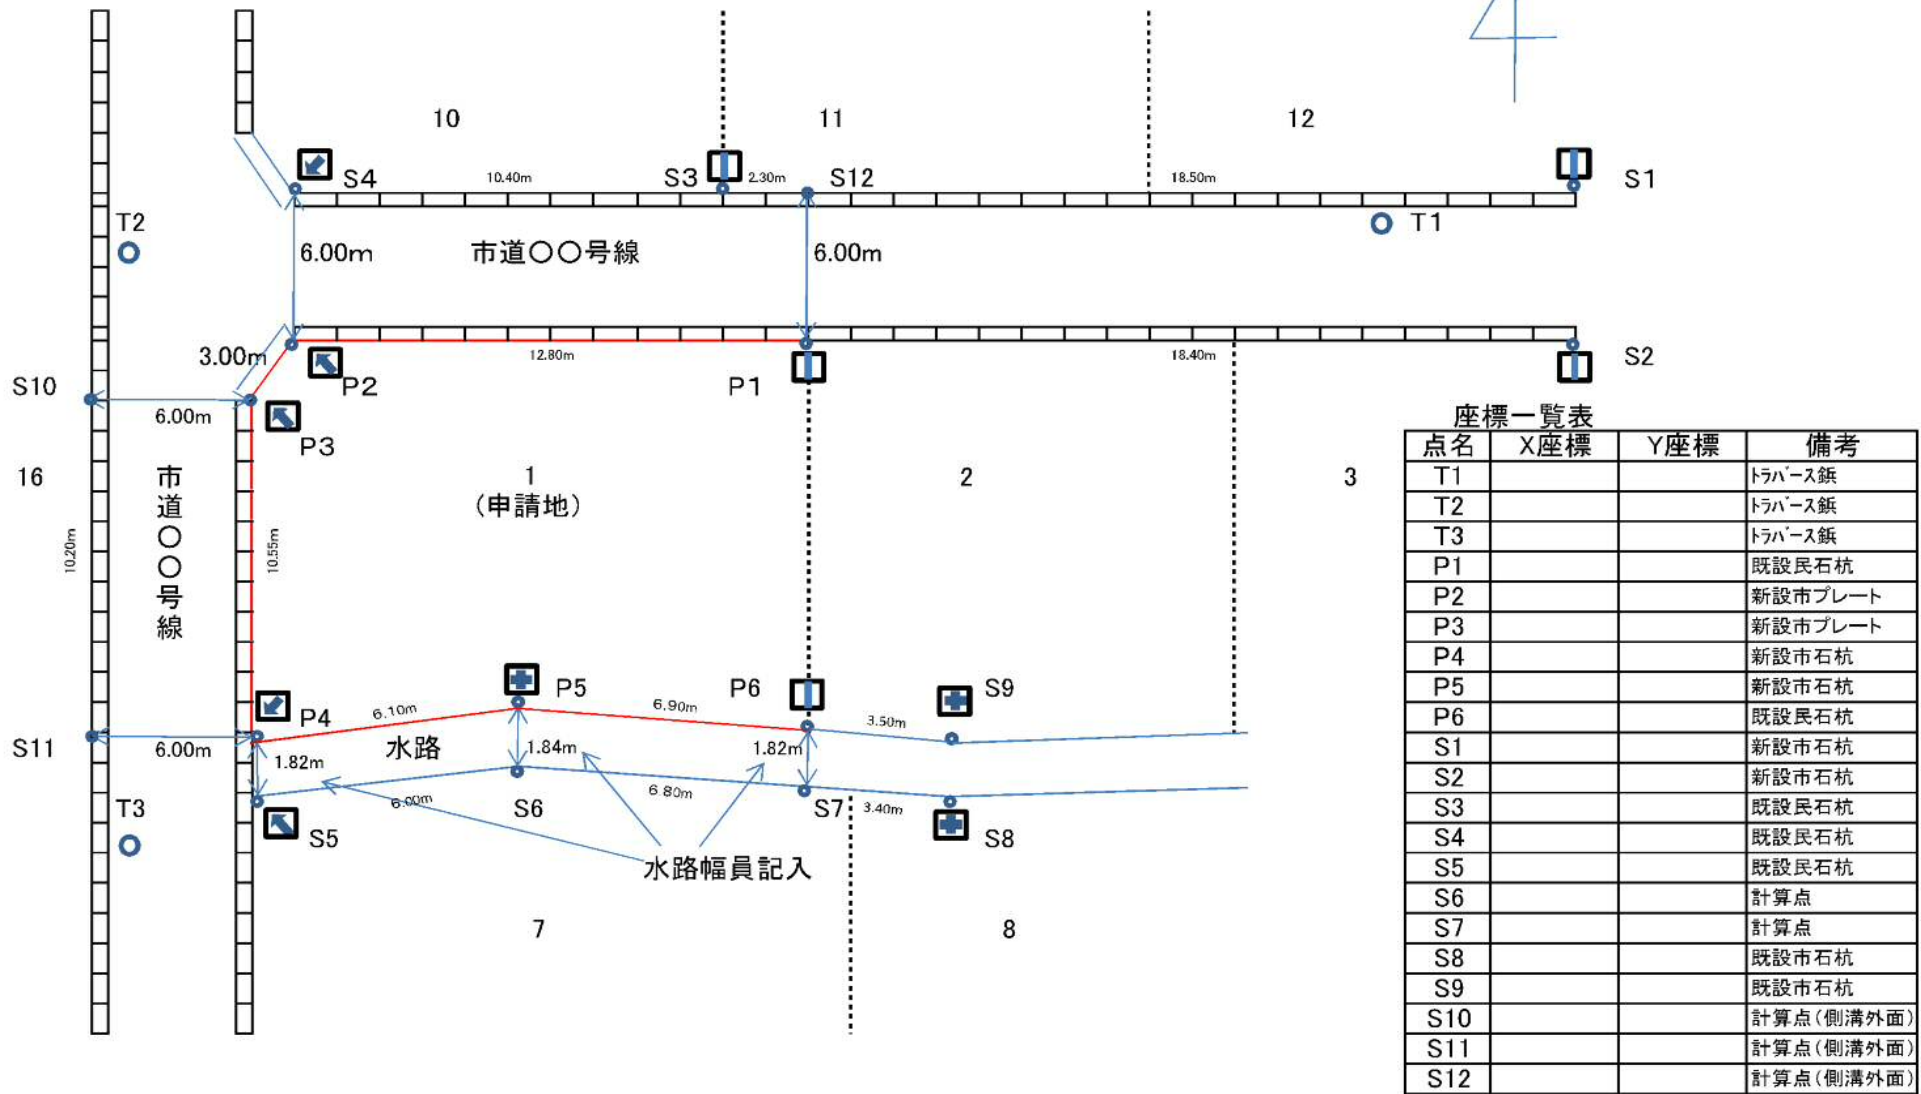 10
11
12
S4
10.40m
S3
2.30m
S12
18.50m
S1
T2
T1
6.00m
市道〇〇号線
6.00m
3.00m
12.80m
18.40m
S2
P2
P1
S10
6.00m
P3
座標一覧表
点名 X座標 Y座標 備考
T1 トラバース鋲
T2 トラバース鋲
T3 トラバース鋲
P1 既設民石杭
P2 新設市プレート
P3 新設市プレート
P4 新設市石杭
P5 新設市石杭
P6 既設民石杭
S1 新設市石杭
S2 新設市石杭
S3 既設民石杭
S4 既設民石杭
S5 既設民石杭
S6 計算点
S7 計算点
S8 既設市石杭
S9 既設市石杭
S10 計算点(側溝外面)
S11 計算点(側溝外面)
S12 計算点(側溝外面)
16
市道〇〇号線
1
(申請地)
2
3
10.20m
10.55m
P5
P6
S9
P4
6.10m
6.90m
3.50m
S11
6.00m
水路
1.82m
1.84m
1.82m
T3
6.00m
S6
6.80m
S7
3.40m
S5
S8
水路幅員記入
7
8